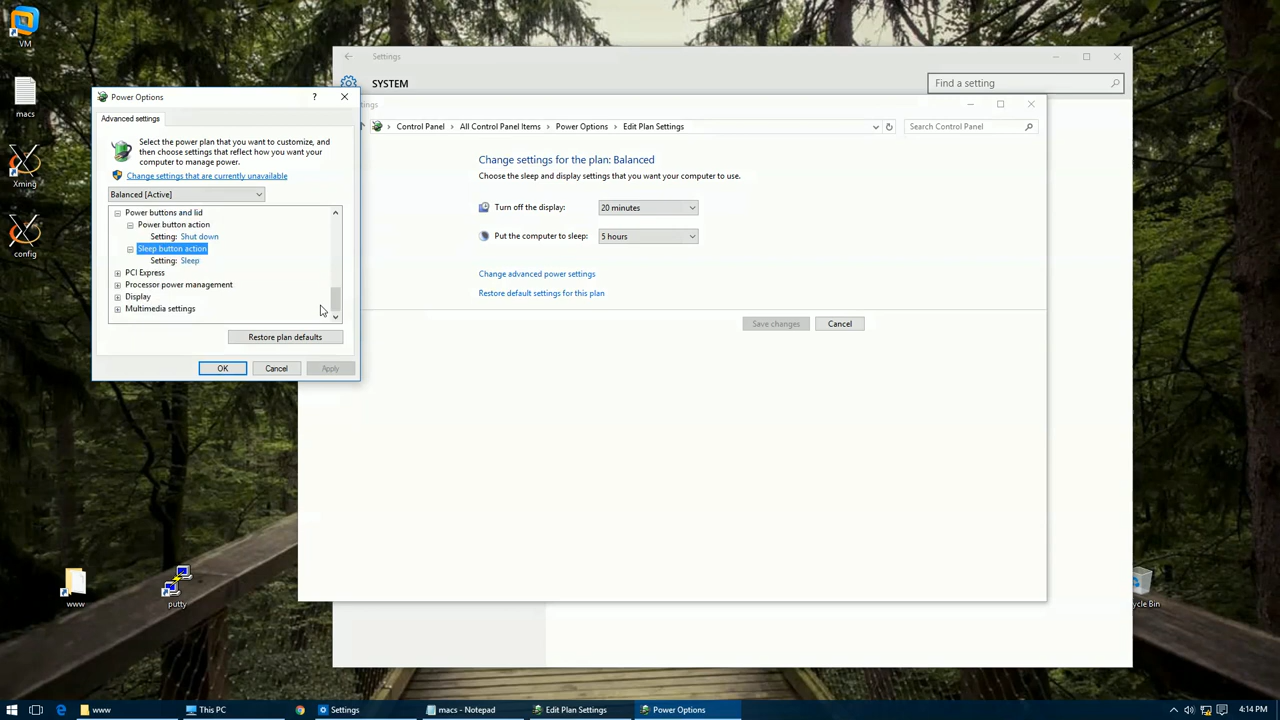 VM
macs
Xming
config
www
putty
Settings
SYSTEM
Find a setting
Power Options
?
Advanced settings
Select the power plan that you want to customize, and
then choose settings that reflect how you want your
computer to manage power.
Change settings that are currently unavailable
Balanced [Active]
Power buttons and lid
Power button action
Setting: Shut down
Sleep button action
Setting: Sleep
PCI Express
Processor power management
Display
Multimedia settings
Restore plan defaults
OK
Cancel
Apply
Control Panel
All Control Panel Items
Power Options
Edit Plan Settings
Search Control Panel
Change settings for the plan: Balanced
Choose the sleep and display settings that you want your computer to use.
Turn off the display:
20 minutes
Put the computer to sleep:
5 hours
Change advanced power settings
Restore default settings for this plan
Save changes
Cancel
ycle Bin
www
This PC
Settings
macs - Notepad
Edit Plan Settings
Power Options
4:14 PM